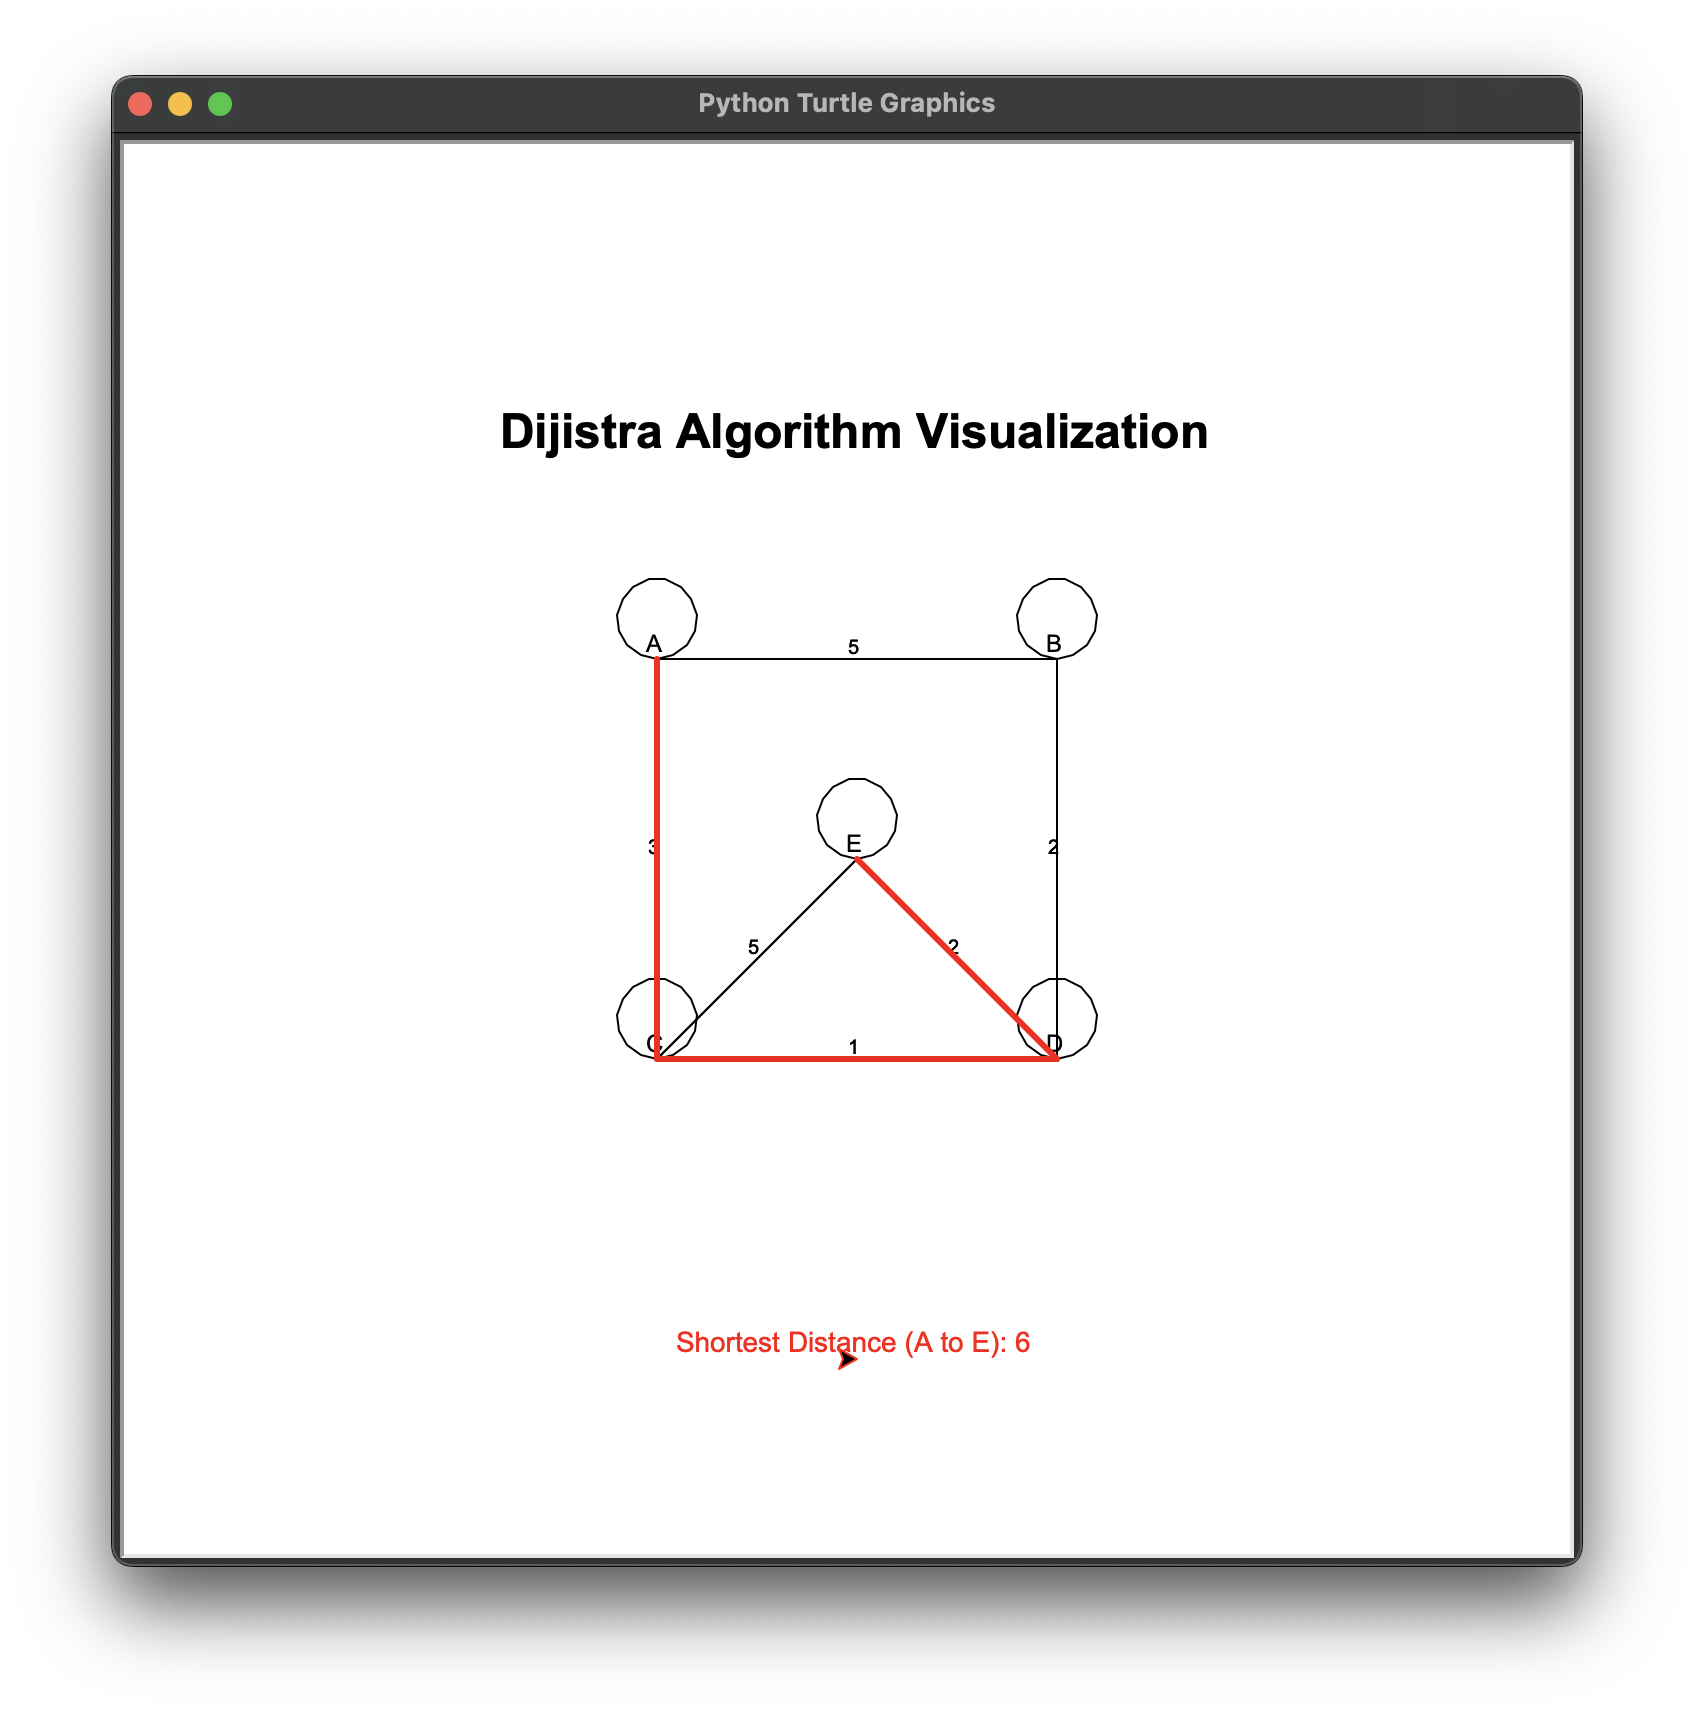 Python Turtle Graphics
Dijistra Algorithm Visualization
A
5
B
E
3
2
5
2
C
1
D
Shortest Distance (A to E): 6